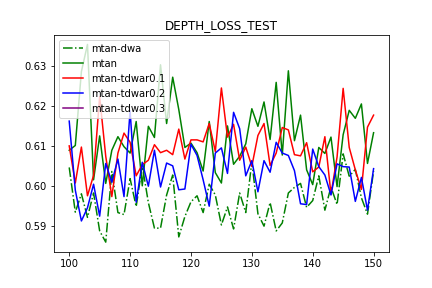 DEPTH_LOSS_TEST
mtan-dwa
mtan
mtan-tdwar0.1
mtan-tdwar0.2
mtan-tdwar0.3
0.63
0.62
0.61
0.60
0.59
100 110 120 130 140 150